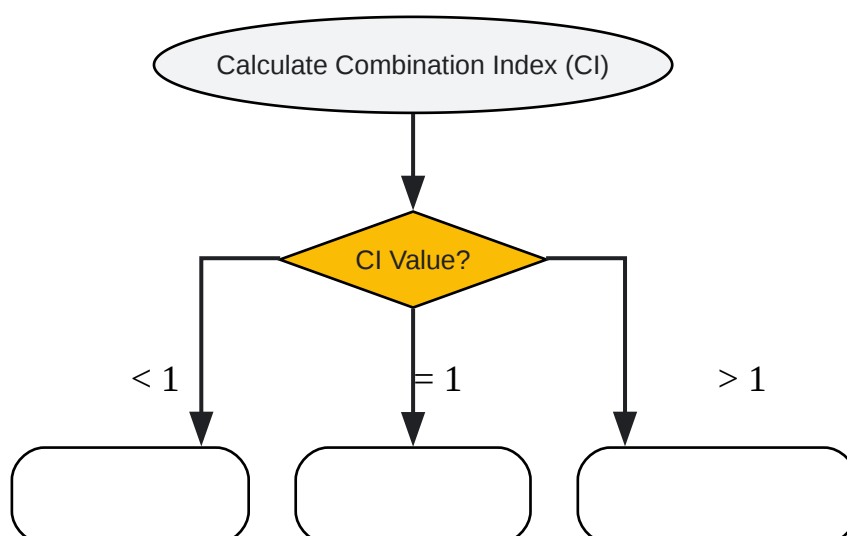 Calculate Combination Index (CI)
CI Value?
< 1
= 1
> 1